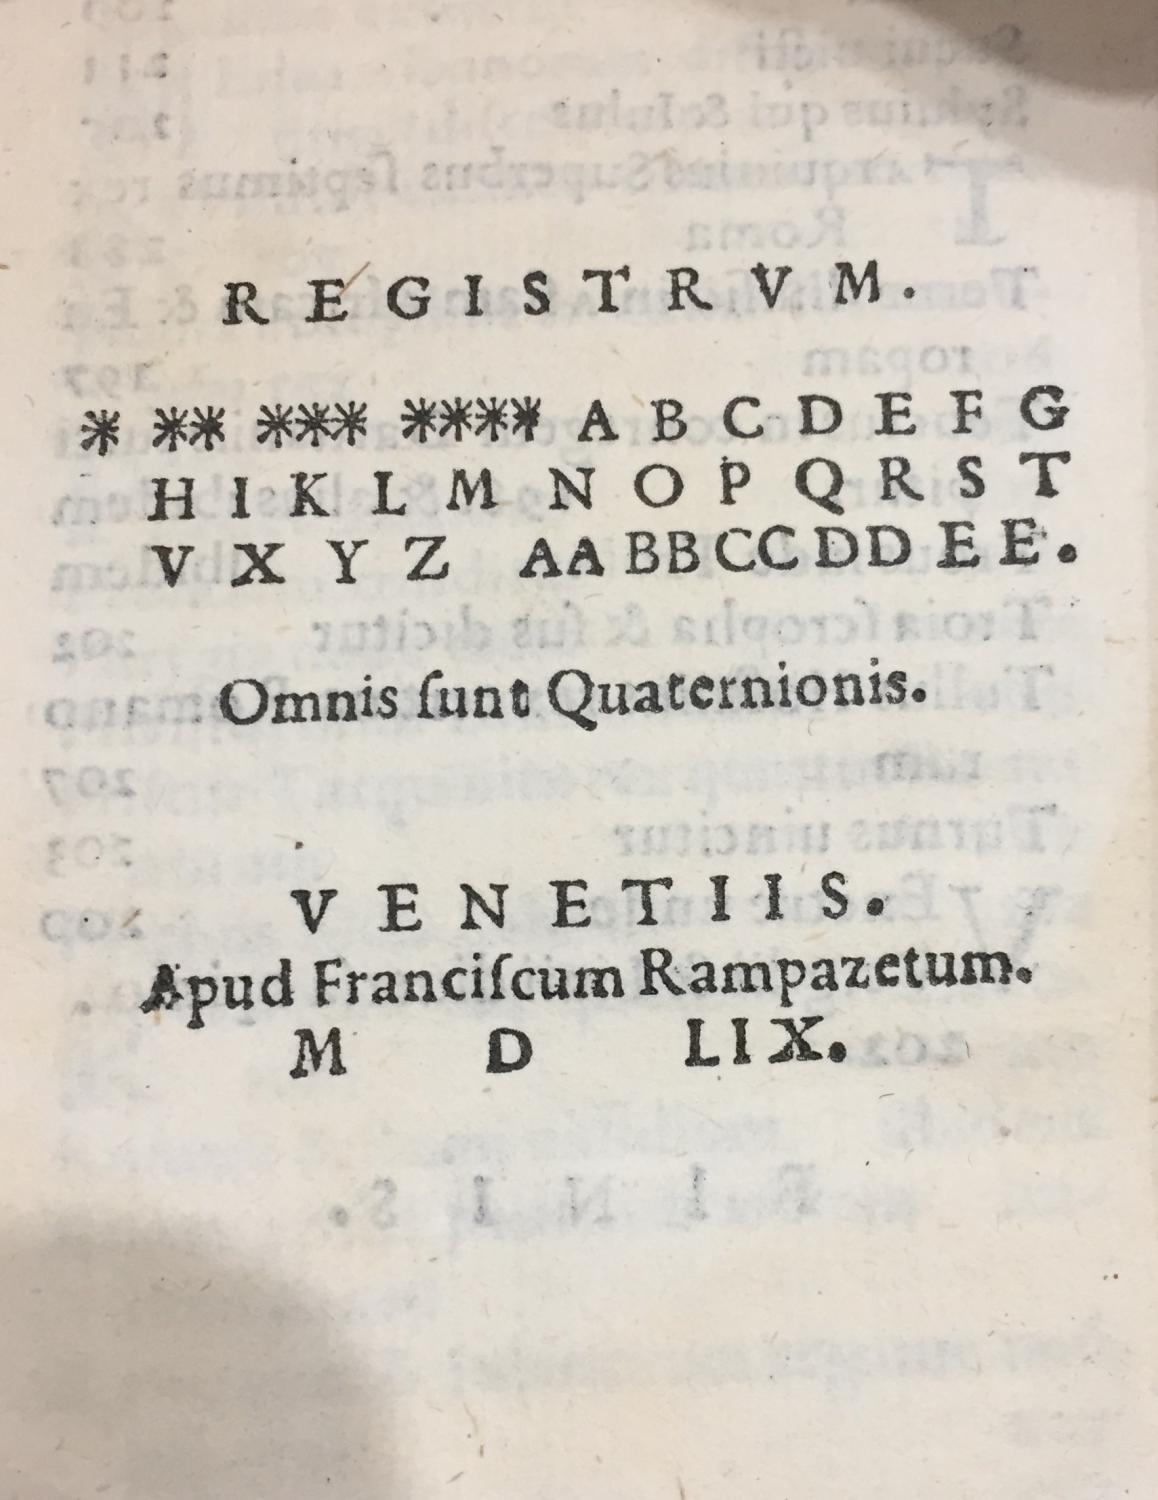 REGISTRVM.
* ** *** **** A B C D E F G
H I K L M N O P Q R S T
V X Y Z AA BB CC DD EE.
Omnis ſunt Quaternionis.
VENETIIS.
Apud Franciſcum Rampazetum.
M D LIX.